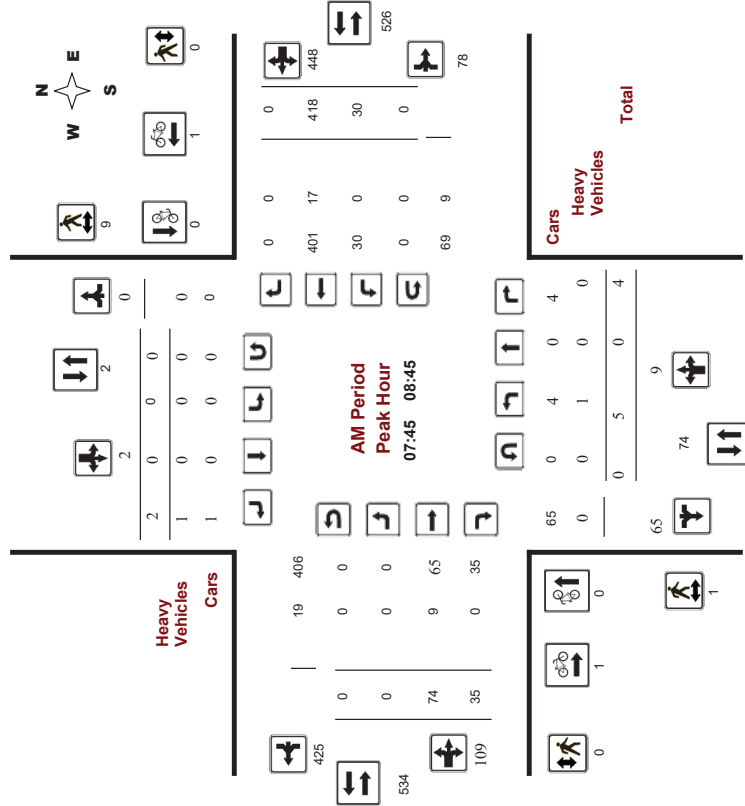 N
W E
S
9
2
2 0
2 0 0 0
Heavy
Vehicles
1 0 0 0 0
Cars
1 0 0 0 0
0 1 0
0 0 0
425 19 406
401 17 418 448
0 0 0
30 0 30
AM Period
Peak Hour
07:45 08:45
0 0 0
526
534
0 0 0
74 9 65
69 9 78
109
35 0 35
Cars
65 0 4 0 4
Heavy
Vehicles
0 0 1 0 0
0 1 0
Total
0 5 0 4
65 9
74
1